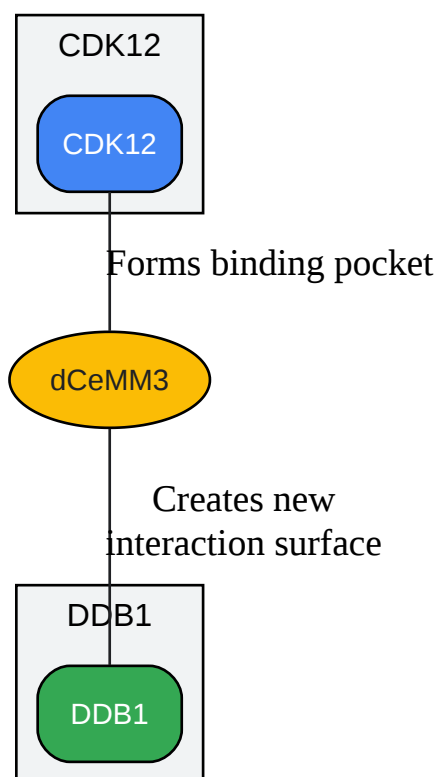 CDK12
CDK12
Forms binding pocket
dCeMM3
Creates new
interaction surface
DDB1
DDB1